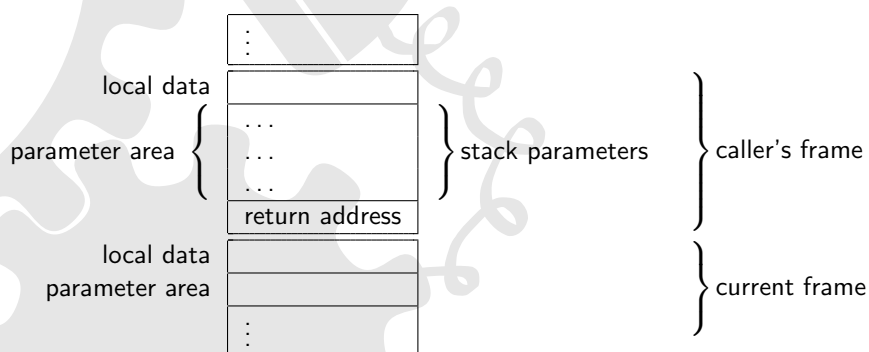 ⋮
local data
parameter area
. . .
. . .
. . .
stack parameters
caller's frame
return address
local data
parameter area
current frame
⋮